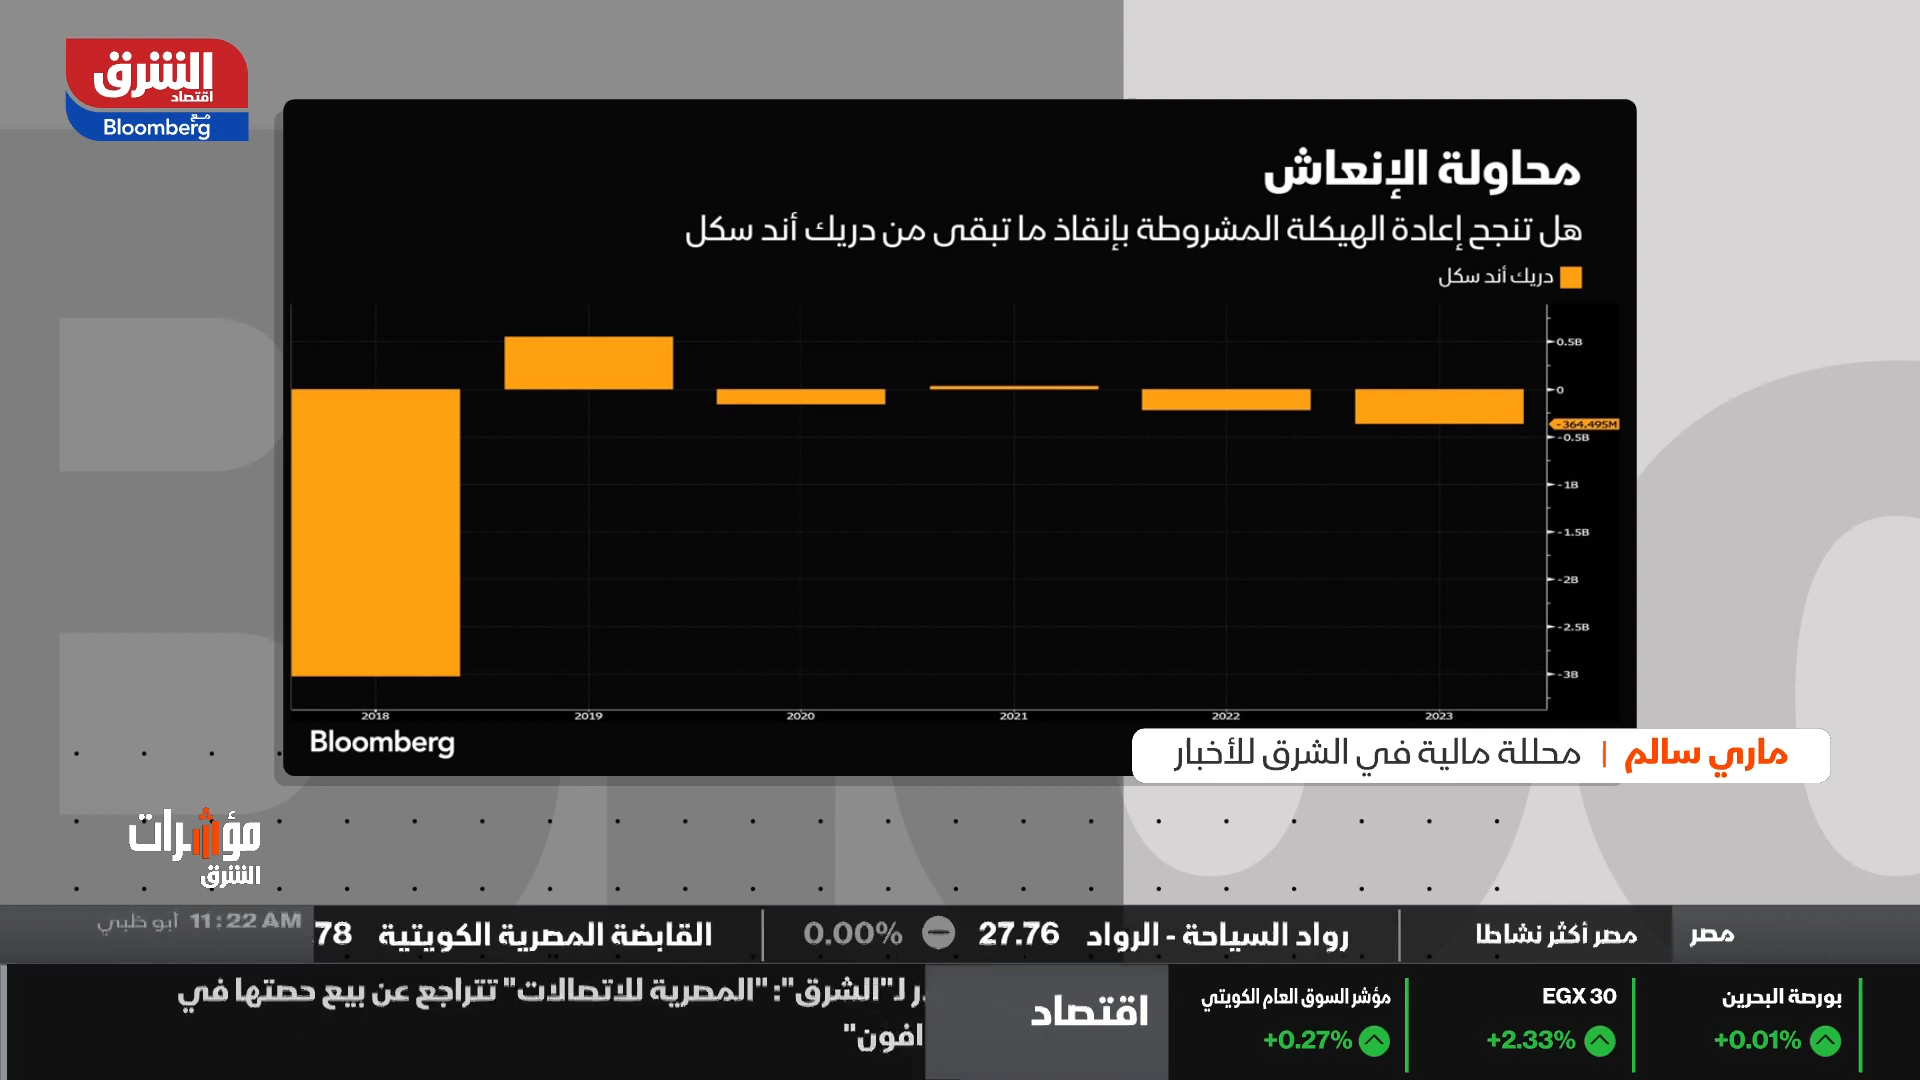 الشرق
اقتصاد
مع
Bloomberg
محاولة الإنعاش
هل تنجح إعادة الهيكلة المشروطة بإنقاذ ما تبقى من دريك أند سكل
دريك أند سكل
0.5B
0
-364.495M
-0.5B
-1B
-1.5B
-2B
-2.5B
-3B
2018 2019 2020 2021 2022 2023
Bloomberg
ماري سالم | محللة مالية في الشرق للأخبار
مؤشرات
الشرق
مصر
مصر أكثر نشاطا
رواد السياحة - الرواد 27.76 0.00%
القابضة المصرية الكويتية .78
11:22 AM أبو ظبي
بورصة البحرين
+0.01%
EGX 30
+2.33%
مؤشر السوق العام الكويتي
+0.27%
اقتصاد
لـ"الشرق": "المصرية للاتصالات" تتراجع عن بيع حصتها في
افون"